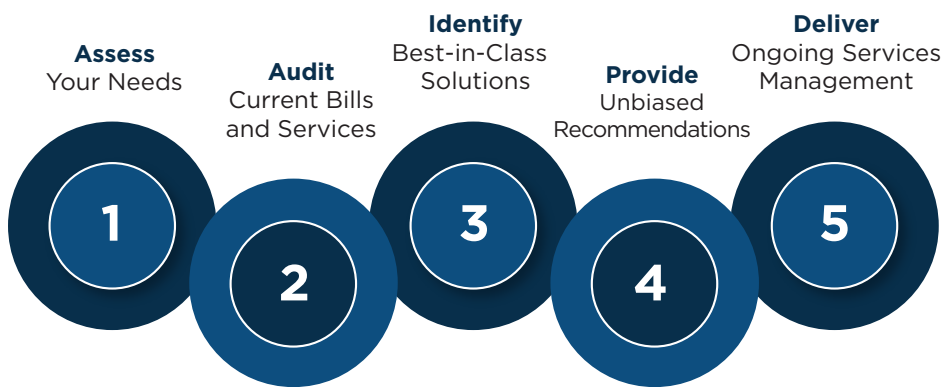 Assess
Your Needs
1
Audit
Current Bills
and Services
2
Identify
Best-in-Class
Solutions
3
Provide
Unbiased
Recommendations
4
Deliver
Ongoing Services
Management
5